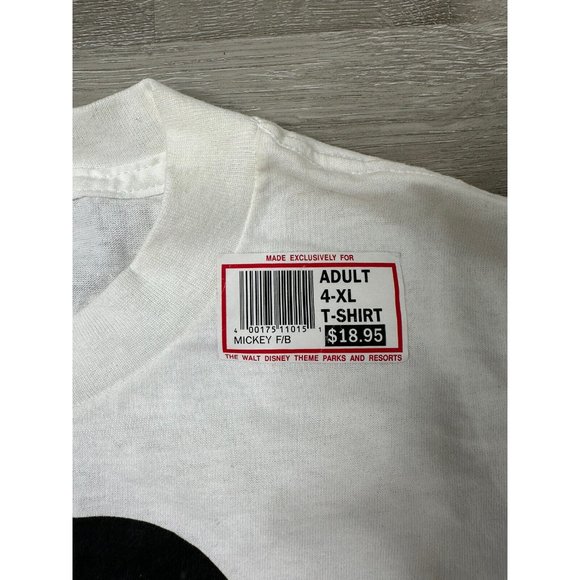 MADE EXCLUSIVELY FOR
ADULT
4-XL
T-SHIRT
$18.95
4 00175 11015 1
MICKEY F/B
THE WALT DISNEY THEME PARKS AND RESORTS